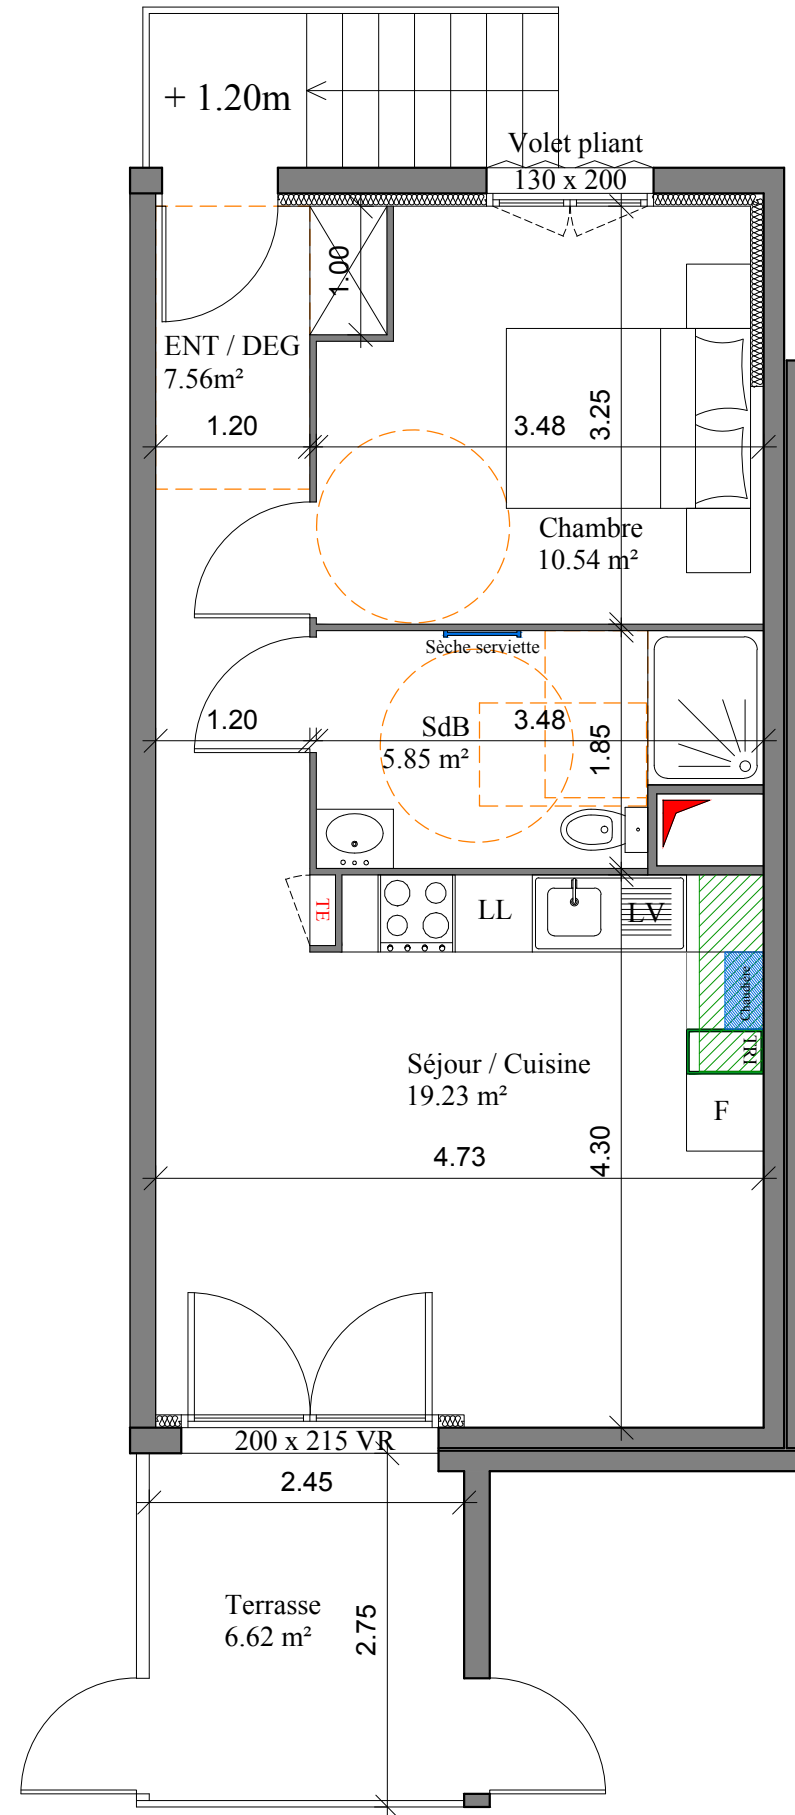 + 1.20m
Volet pliant
130 x 200
1.00
ENT / DEG
7.56m²
1.20
3.48
3.25
Chambre
10.54 m²
Sèche serviette
1.20
SdB
5.85 m²
3.48
1.85
TE
LL
LV
Chaudière
TRI
Séjour / Cuisine
19.23 m²
F
4.73
4.30
200 x 215 VR
2.45
Terrasse
6.62 m²
2.75